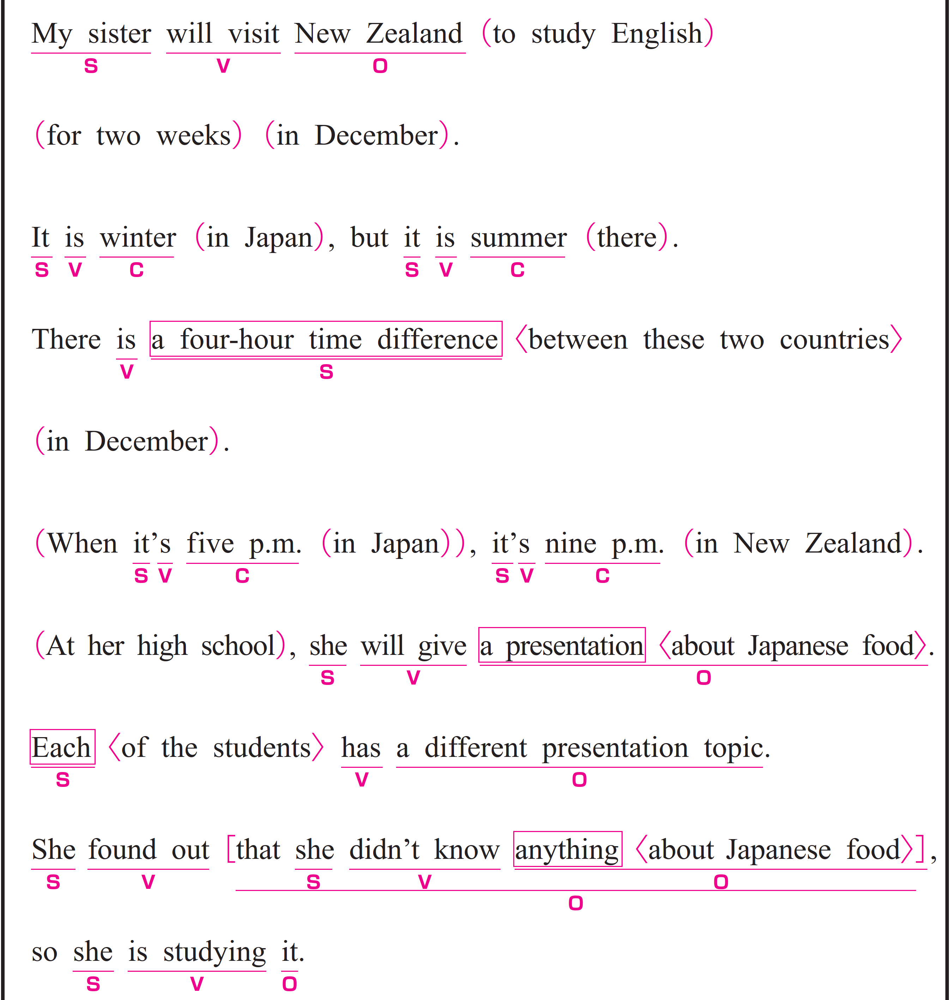 My sister will visit New Zealand (to study English)
S V O
(for two weeks) (in December).
It is winter (in Japan), but it is summer (there).
S V C S V C
There is a four-hour time difference 〈between these two countries〉
V S
(in December).
(When it’s five p.m. (in Japan)), it’s nine p.m. (in New Zealand).
S V C S V C
(At her high school), she will give a presentation 〈about Japanese food〉.
S V O
Each 〈of the students〉 has a different presentation topic.
S V O
She found out [that she didn’t know anything 〈about Japanese food〉],
S V S V O
O
so she is studying it.
S V O